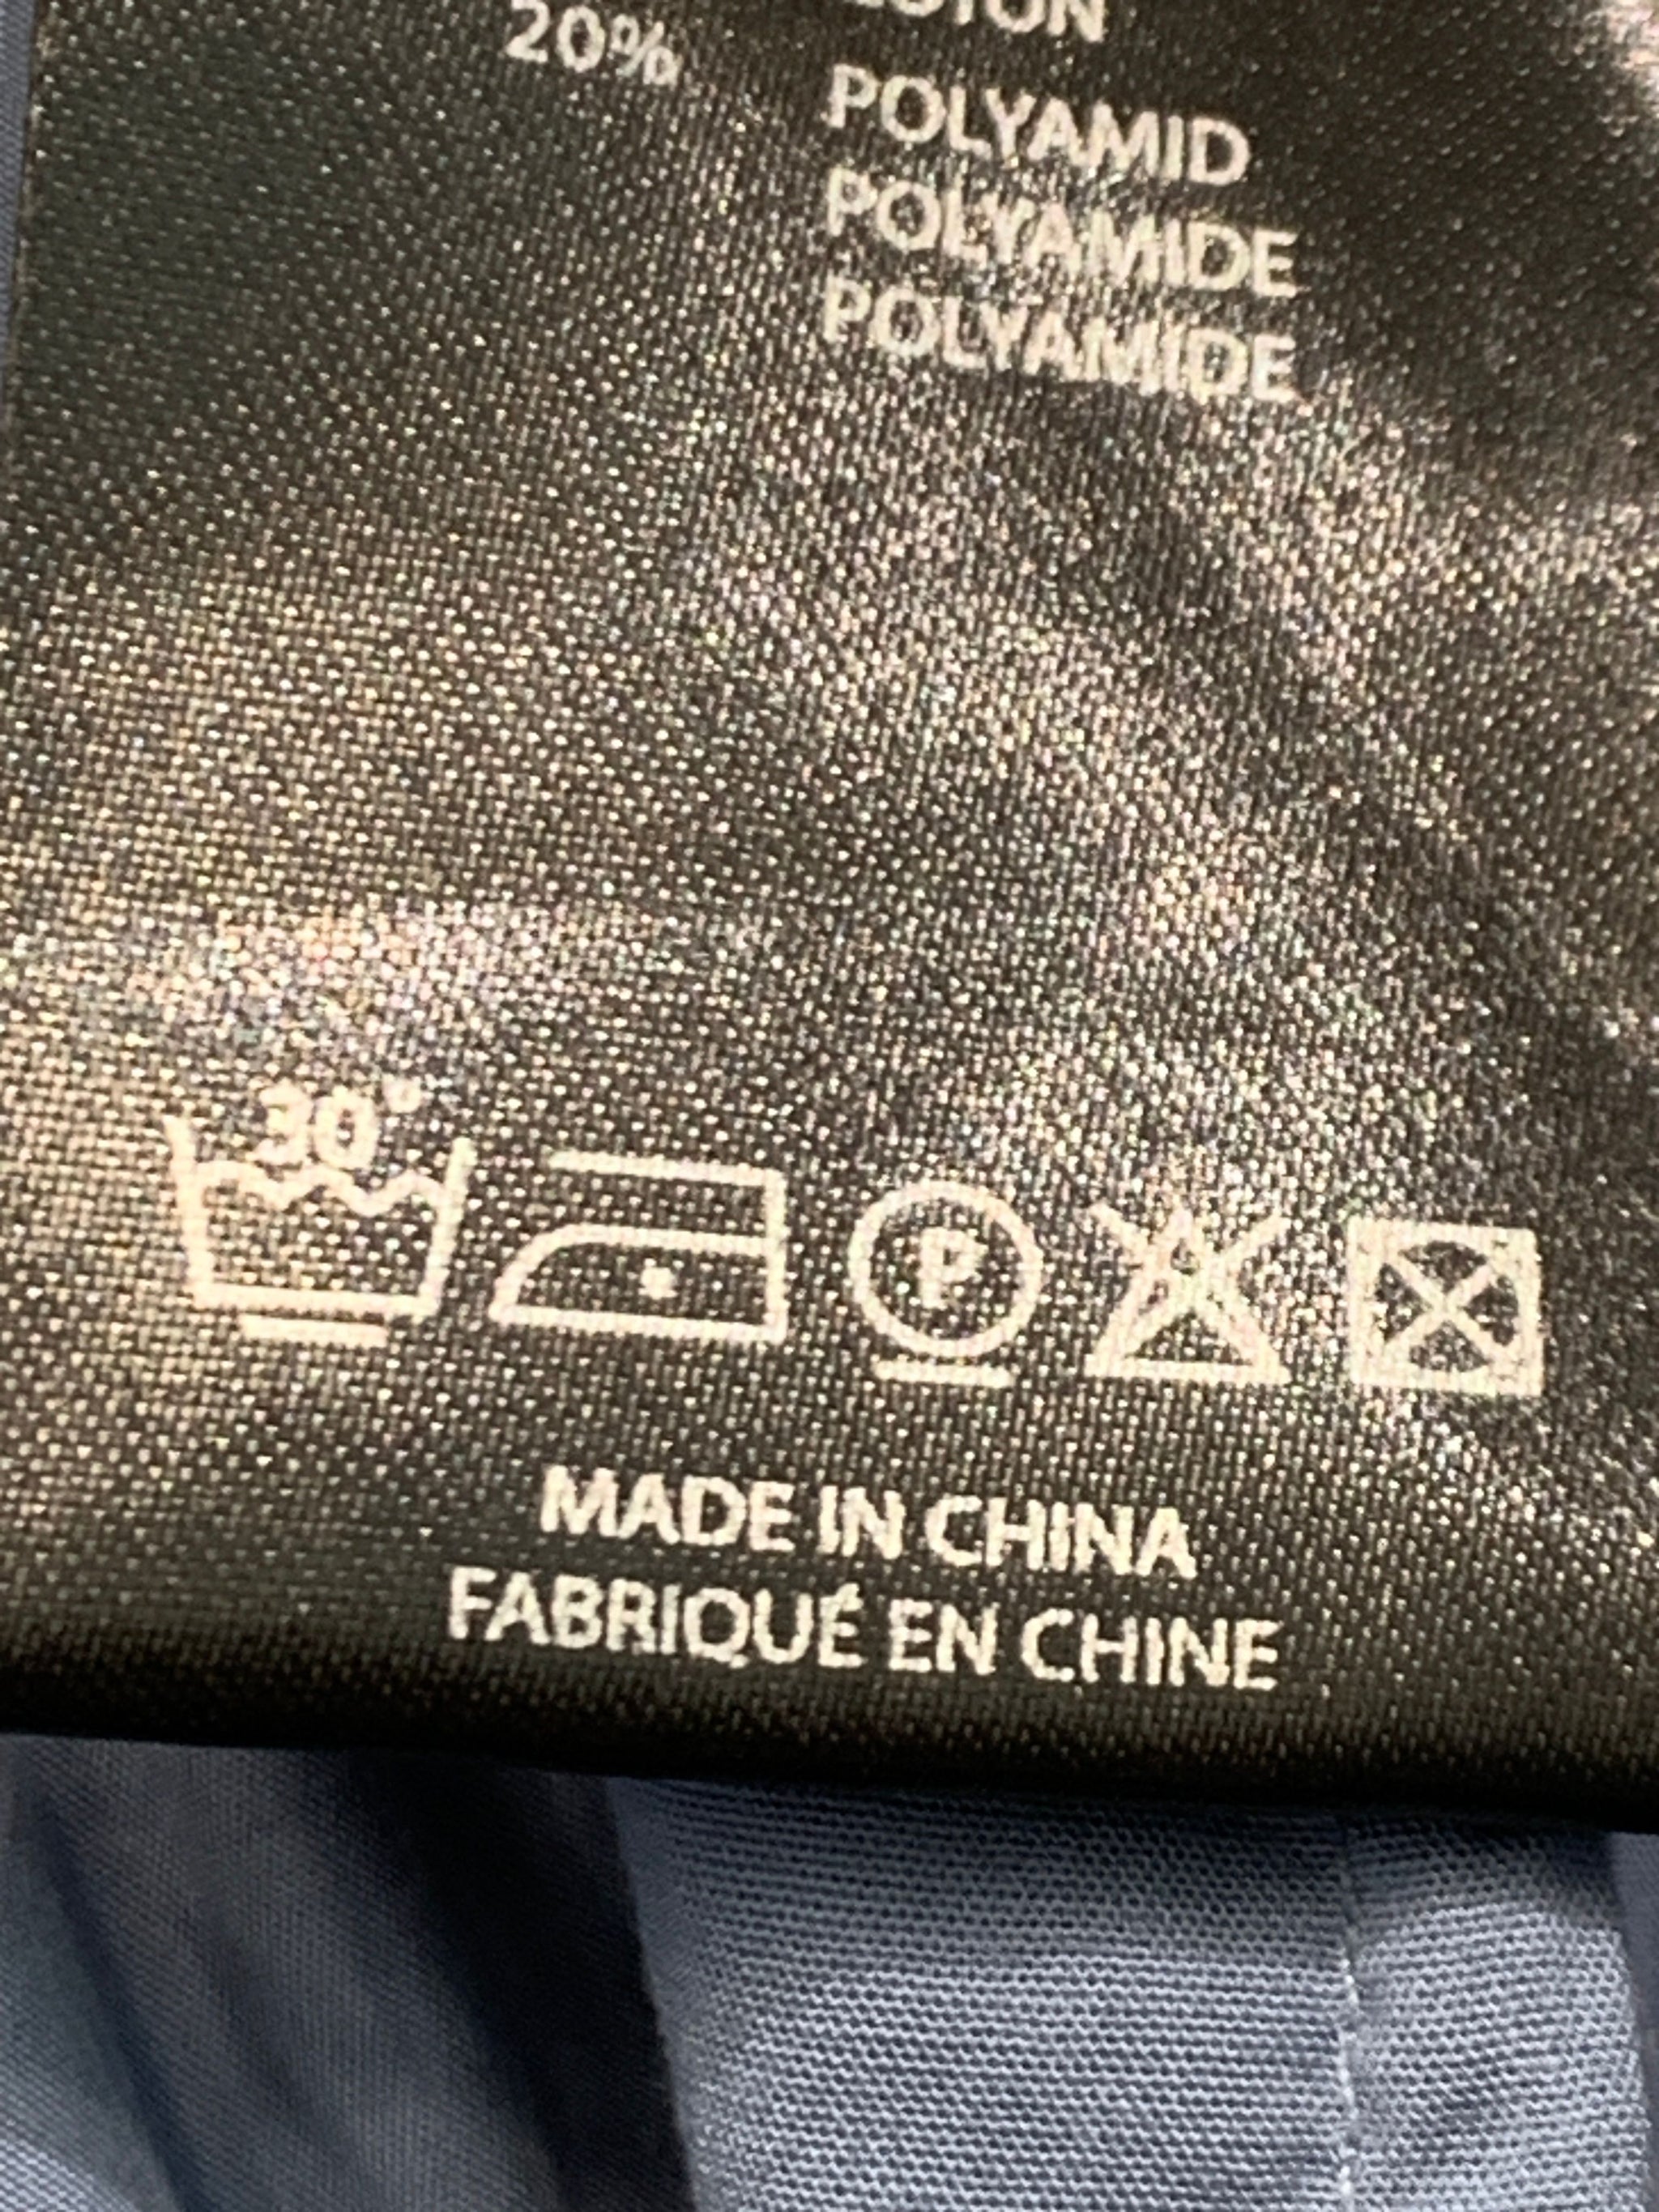 20%
POLYAMID
POLYAMIDE
POLYAMIDE
30°
P
MADE IN CHINA
FABRIQUÉ EN CHINE